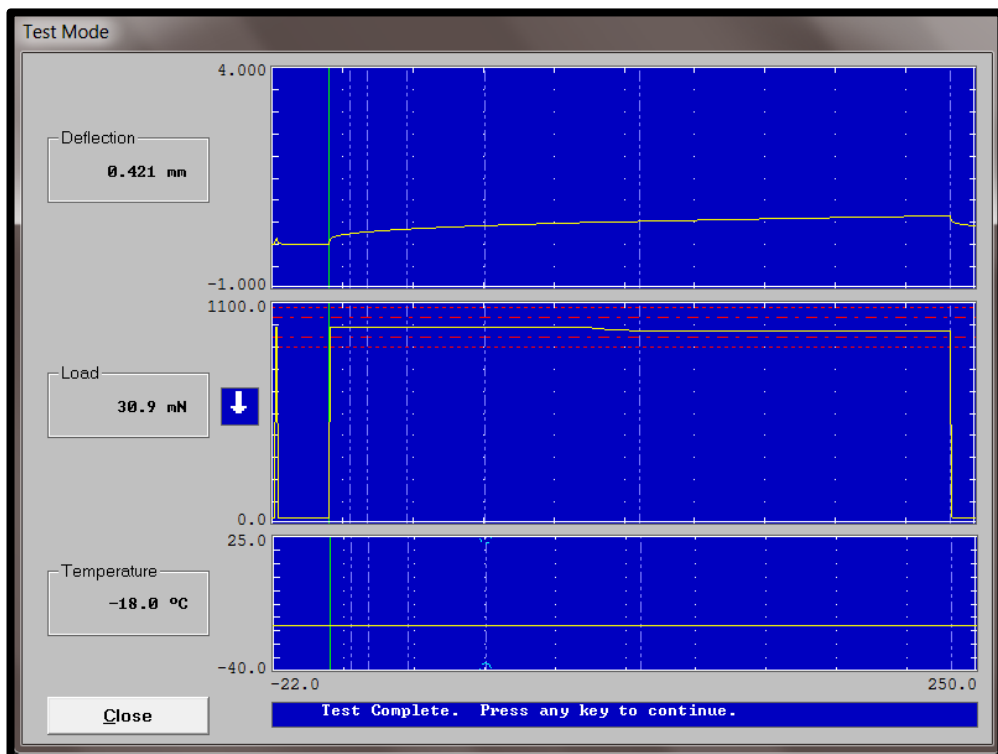 Test Mode
4.000
Deflection
0.421 mm
-1.000
1100.0
Load
30.9 mN
0.0
25.0
Temperature
-18.0 ºC
-40.0
-22.0 250.0
Close
Test Complete. Press any key to continue.